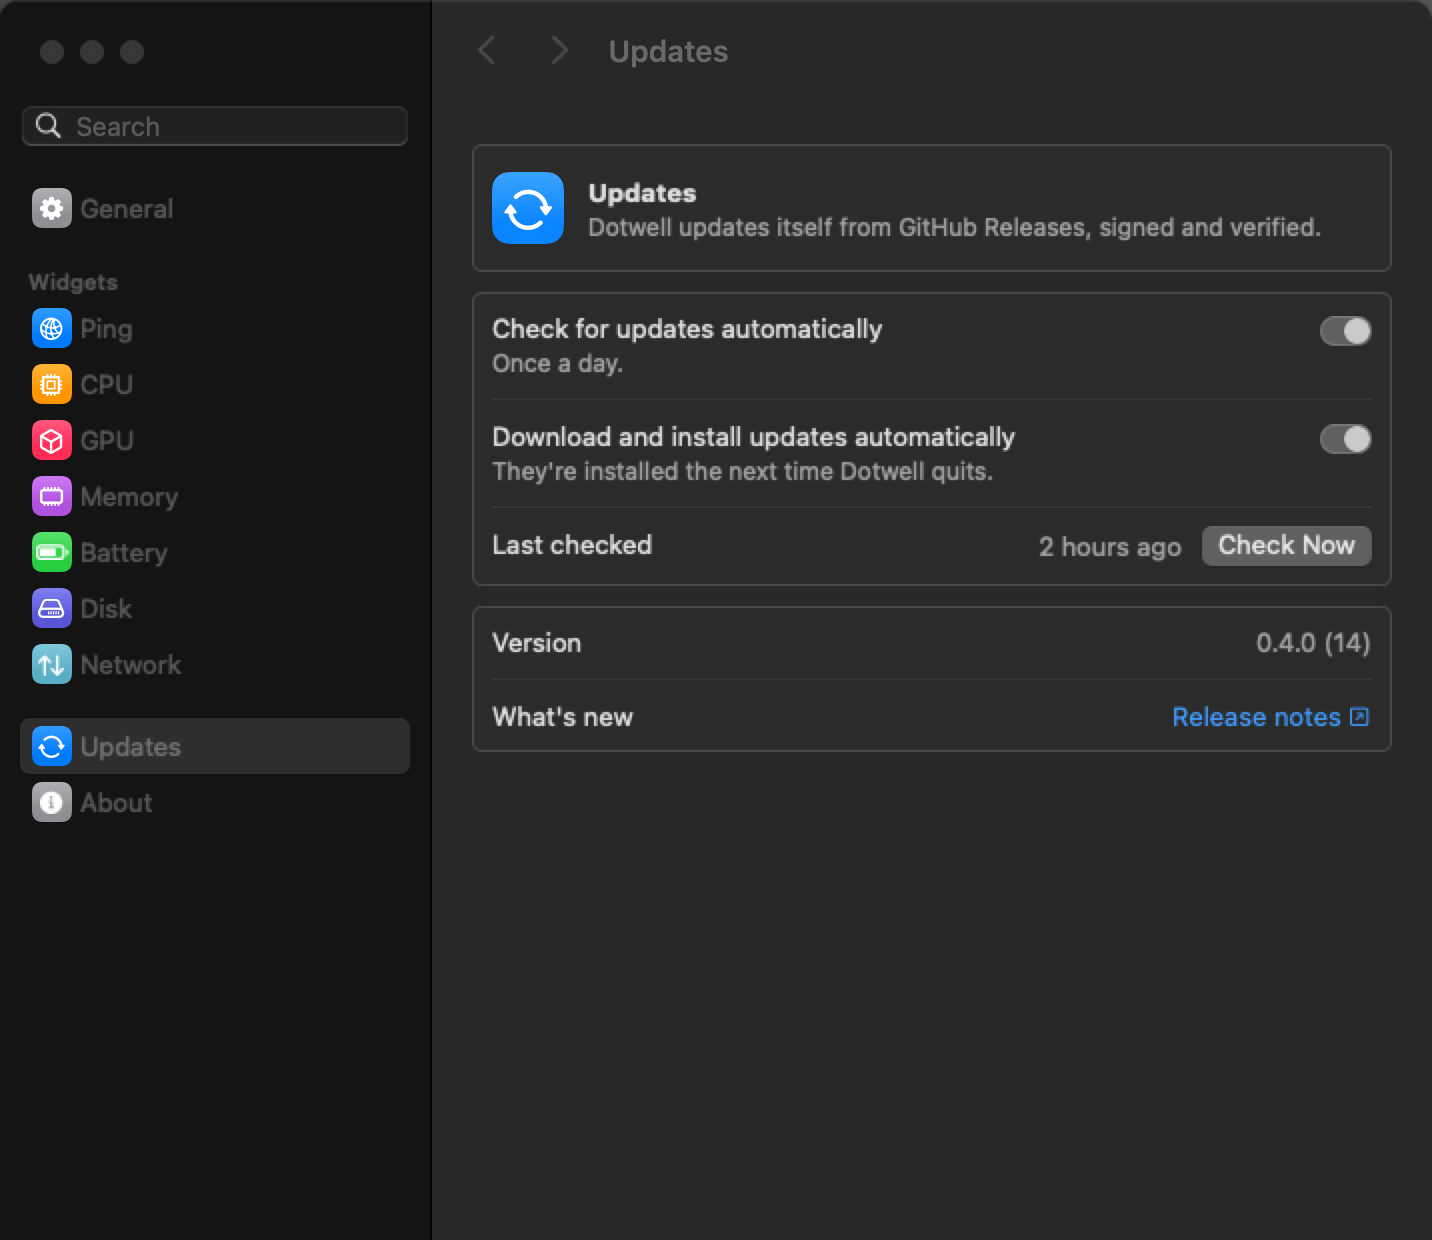 Updates
Search
General
Widgets
Ping
CPU
GPU
Memory
Battery
Disk
Network
Updates
About
Updates
Dotwell updates itself from GitHub Releases, signed and verified.
Check for updates automatically
Once a day.
Download and install updates automatically
They're installed the next time Dotwell quits.
Last checked 2 hours ago Check Now
Version 0.4.0 (14)
What's new Release notes